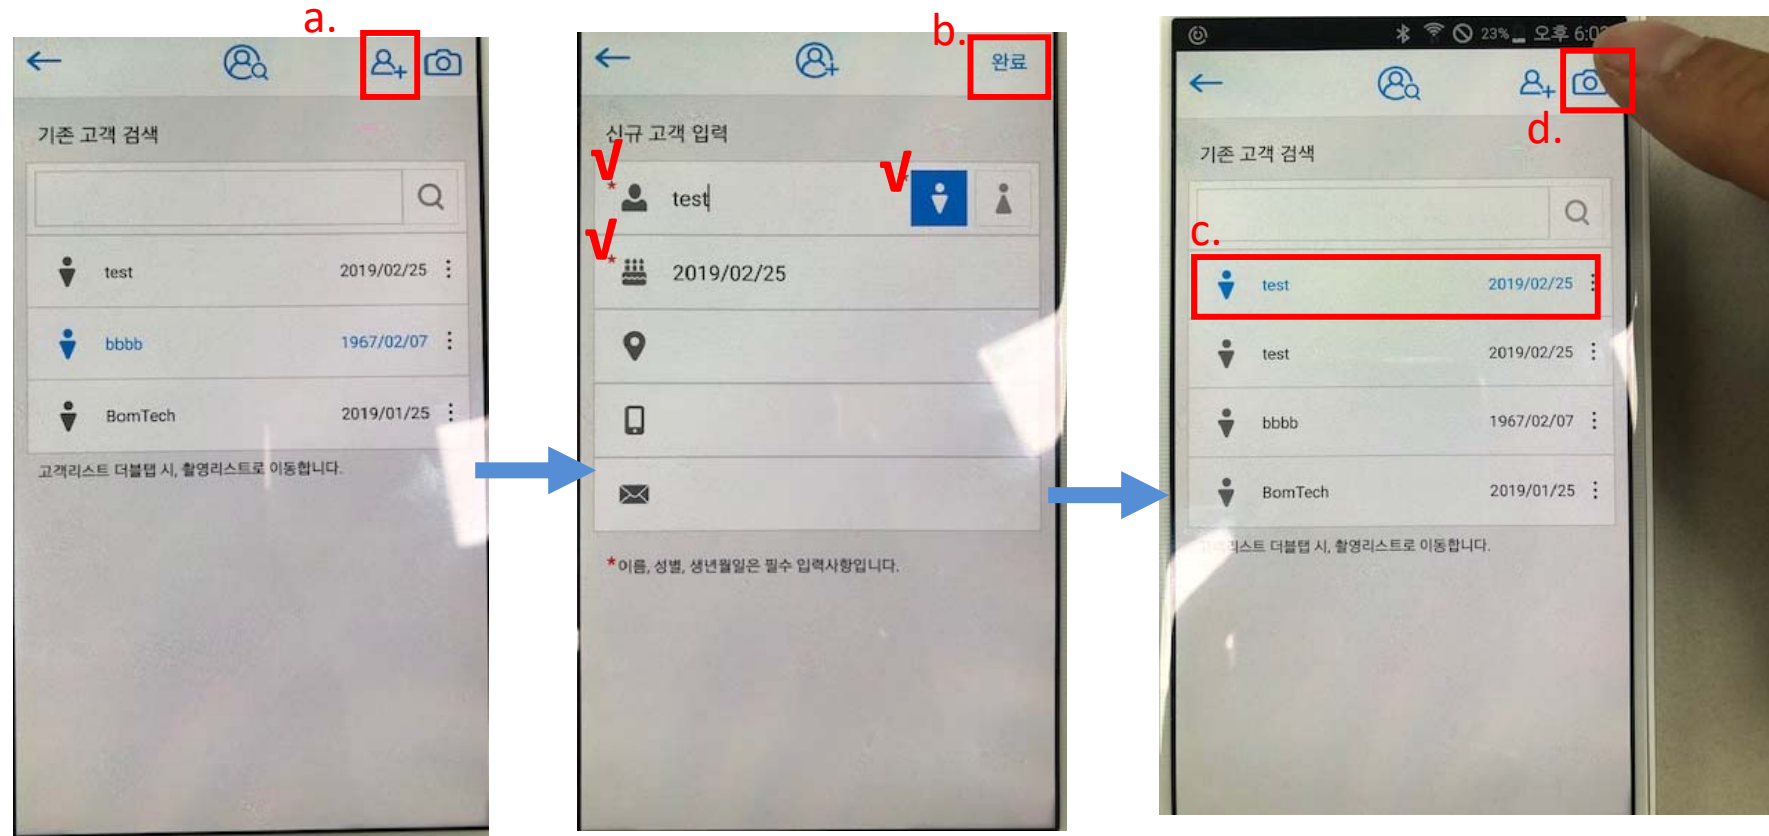 a.
기존 고객 검색
test 2019/02/25
bbbb 1967/02/07
BomTech 2019/01/25
고객리스트 더블탭 시, 촬영리스트로 이동합니다.
b.
완료
신규 고객 입력
√
* test √ *
√
* 2019/02/25
*이름, 성별, 생년월일은 필수 입력사항입니다.
23% 오후 6:02
d.
기존 고객 검색
c.
test 2019/02/25
test 2019/02/25
bbbb 1967/02/07
BomTech 2019/01/25
고객리스트 더블탭 시, 촬영리스트로 이동합니다.